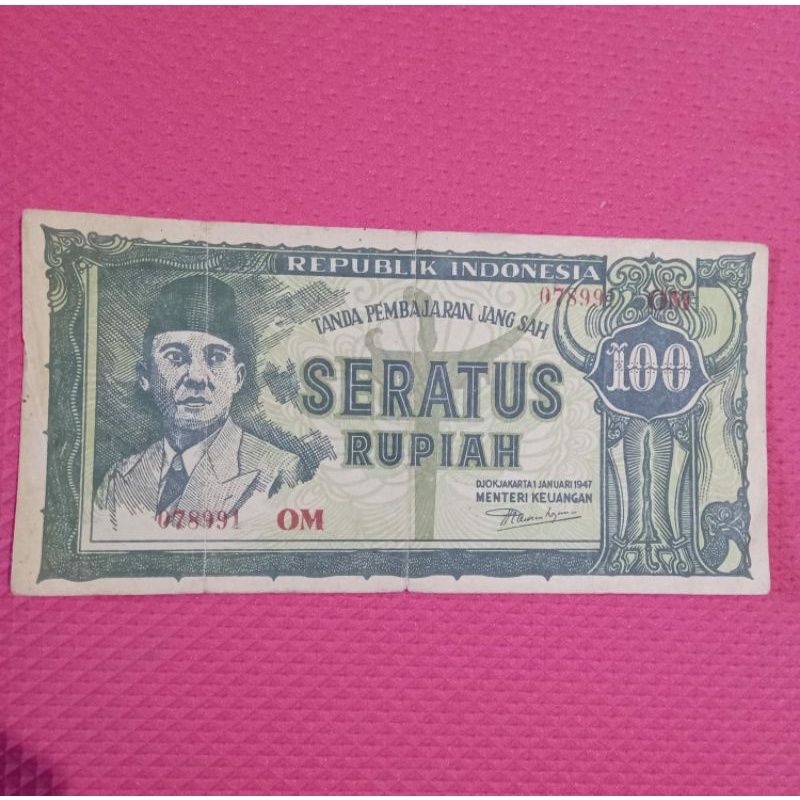 REPUBLIK INDONESIA
078991 OM
TANDA PEMBAJARAN JANG SAH
100
SERATUS
RUPIAH
DJOKJAKARTA 1 JANUARI 1947
MENTERI KEUANGAN
078991 OM